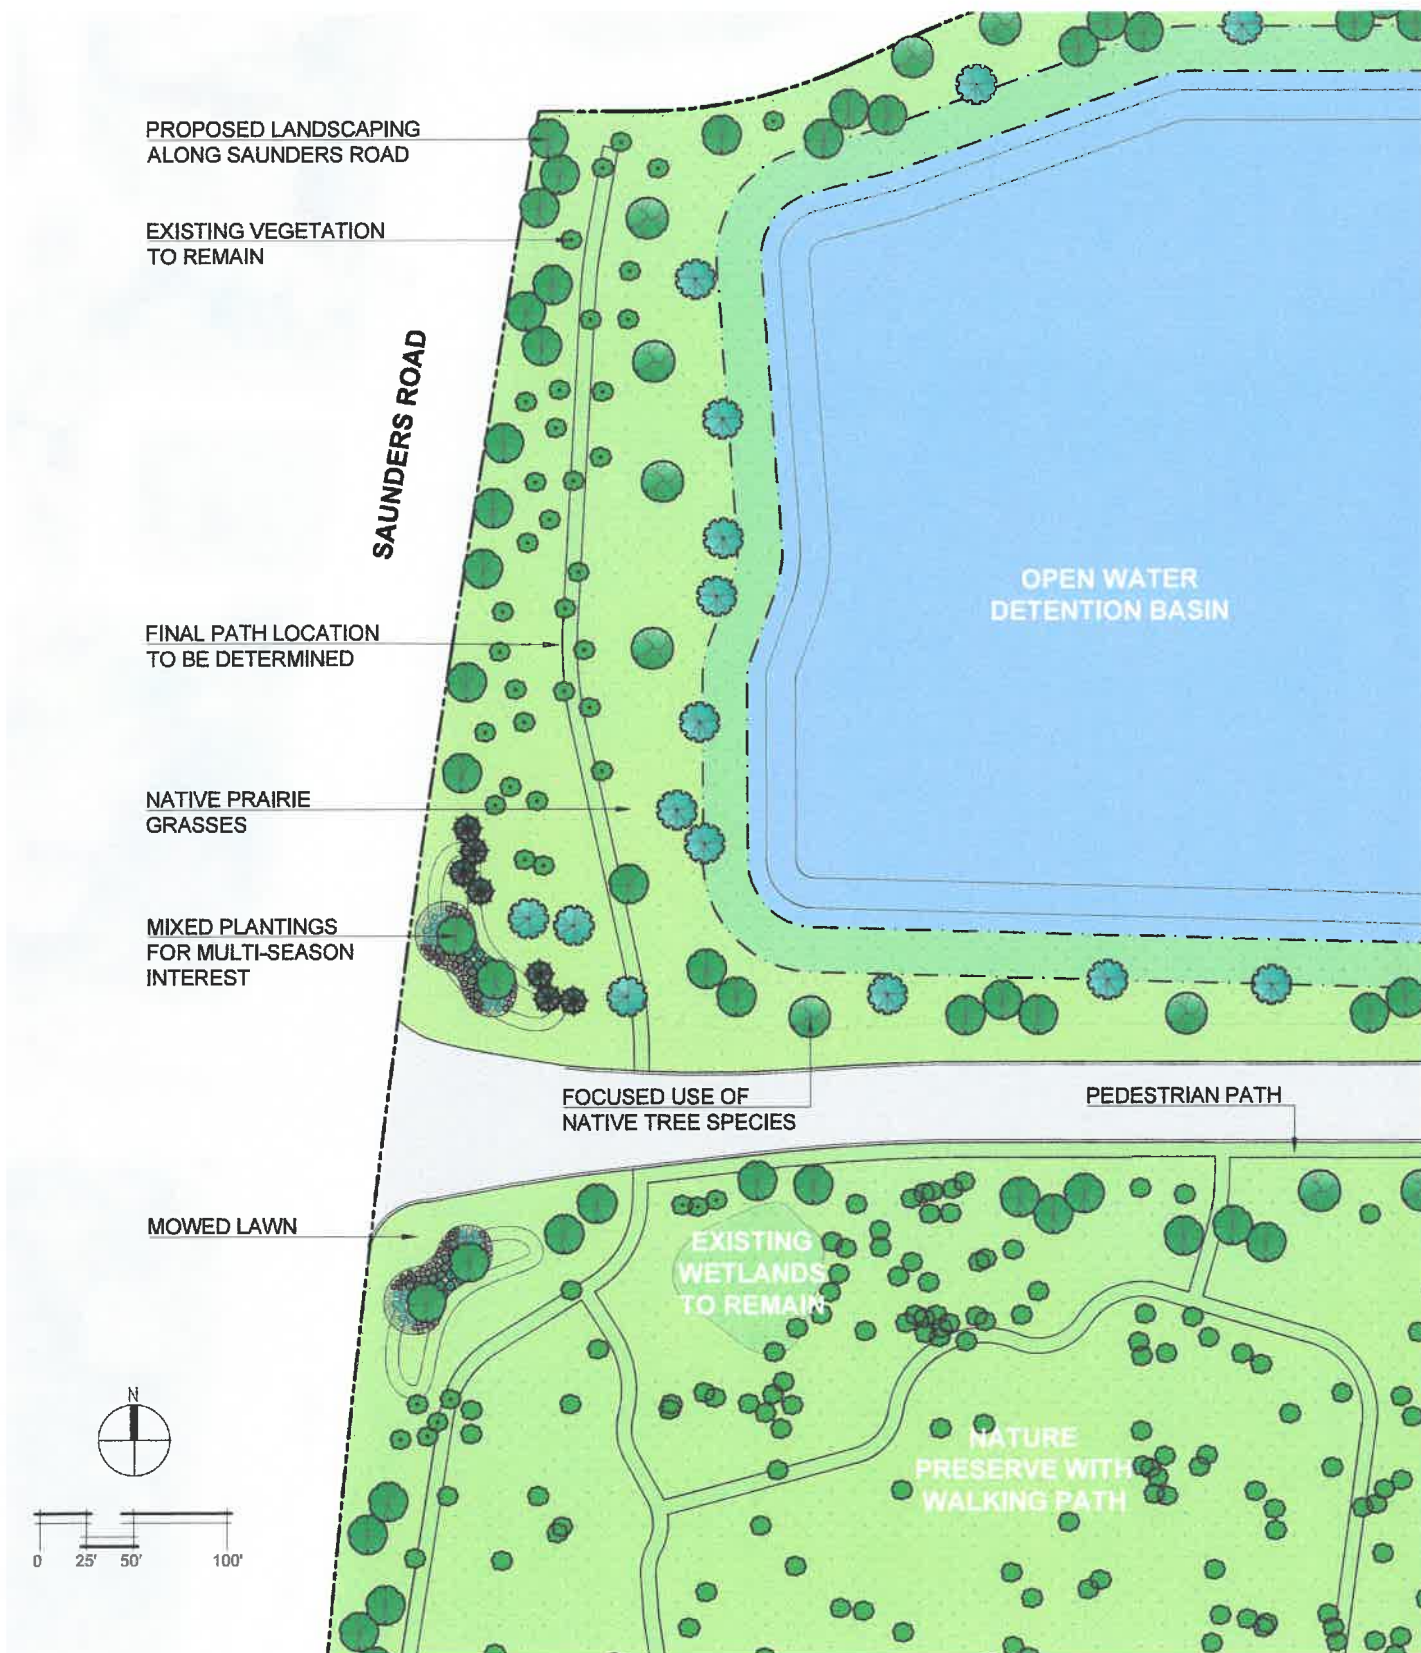 PROPOSED LANDSCAPING
ALONG SAUNDERS ROAD
EXISTING VEGETATION
TO REMAIN
SAUNDERS ROAD
OPEN WATER
DETENTION BASIN
FINAL PATH LOCATION
TO BE DETERMINED
NATIVE PRAIRIE
GRASSES
MIXED PLANTINGS
FOR MULTI-SEASON
INTEREST
FOCUSED USE OF
NATIVE TREE SPECIES
PEDESTRIAN PATH
MOWED LAWN
EXISTING
WETLANDS
TO REMAIN
NATURE
PRESERVE WITH
WALKING PATH
N
0 25' 50' 100'